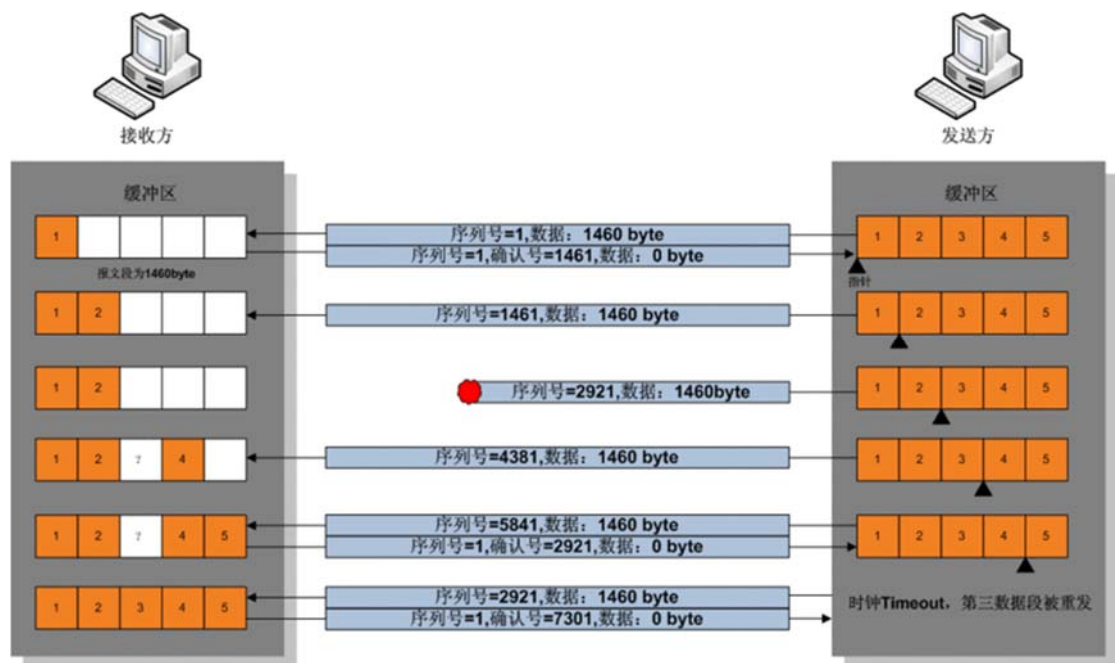 接收方
发送方
缓冲区
缓冲区
1
序列号=1,数据：1460 byte
1 2 3 4 5
序列号=1,确认号=1461,数据：0 byte
报文段为1460byte
指针
1 2
序列号=1461,数据：1460 byte
1 2 3 4 5
1 2
序列号=2921,数据：1460byte
1 2 3 4 5
1 2 ? 4
序列号=4381,数据：1460 byte
1 2 3 4 5
1 2 ? 4 5
序列号=5841,数据：1460 byte
1 2 3 4 5
序列号=1,确认号=2921,数据：0 byte
1 2 3 4 5
序列号=2921,数据：1460 byte
时钟Timeout，第三数据段被重发
序列号=1,确认号=7301,数据：0 byte